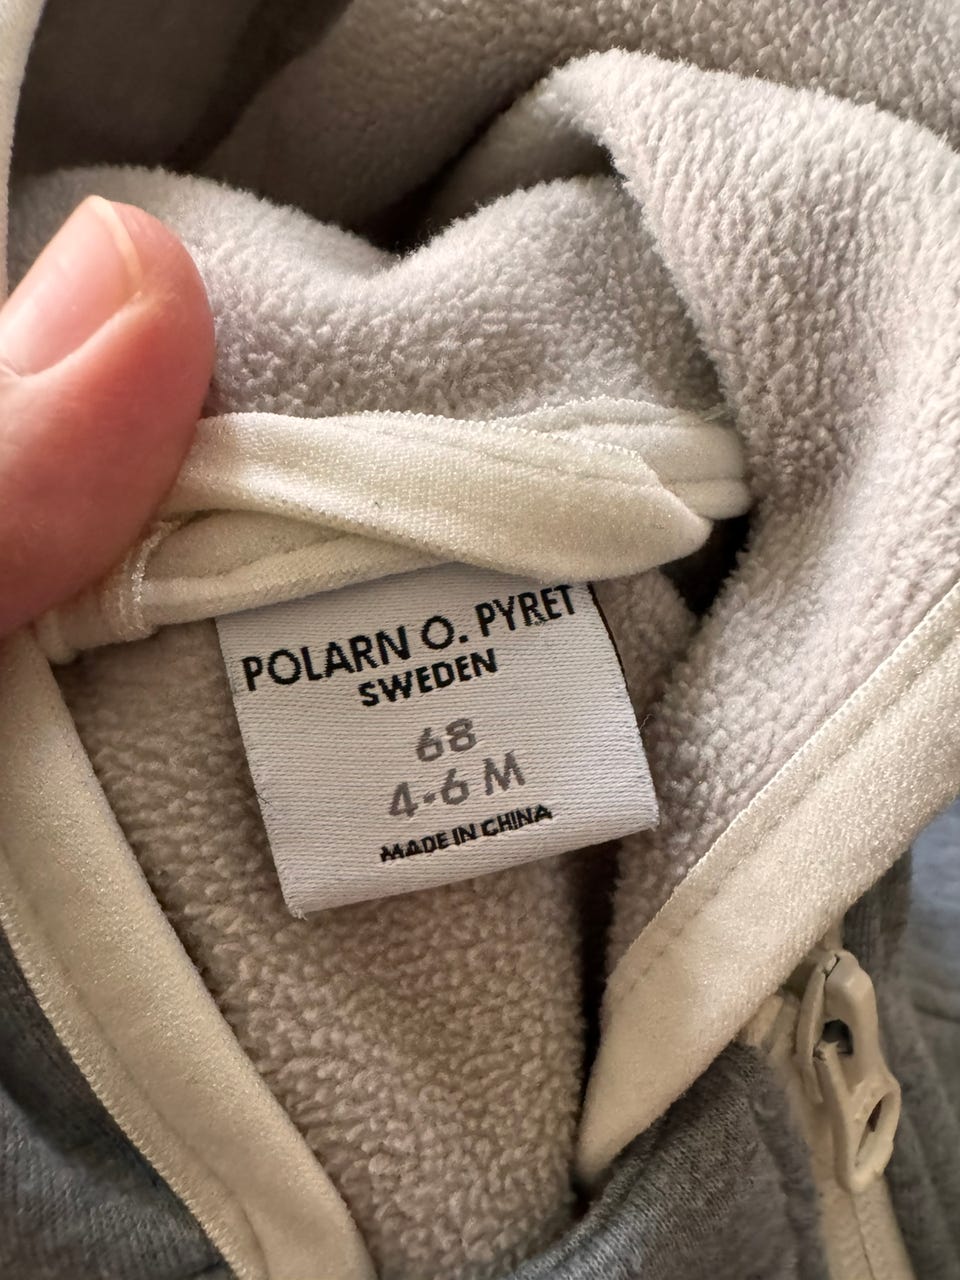 POLARN O. PYRET
SWEDEN
68
4-6 M
MADE IN CHINA